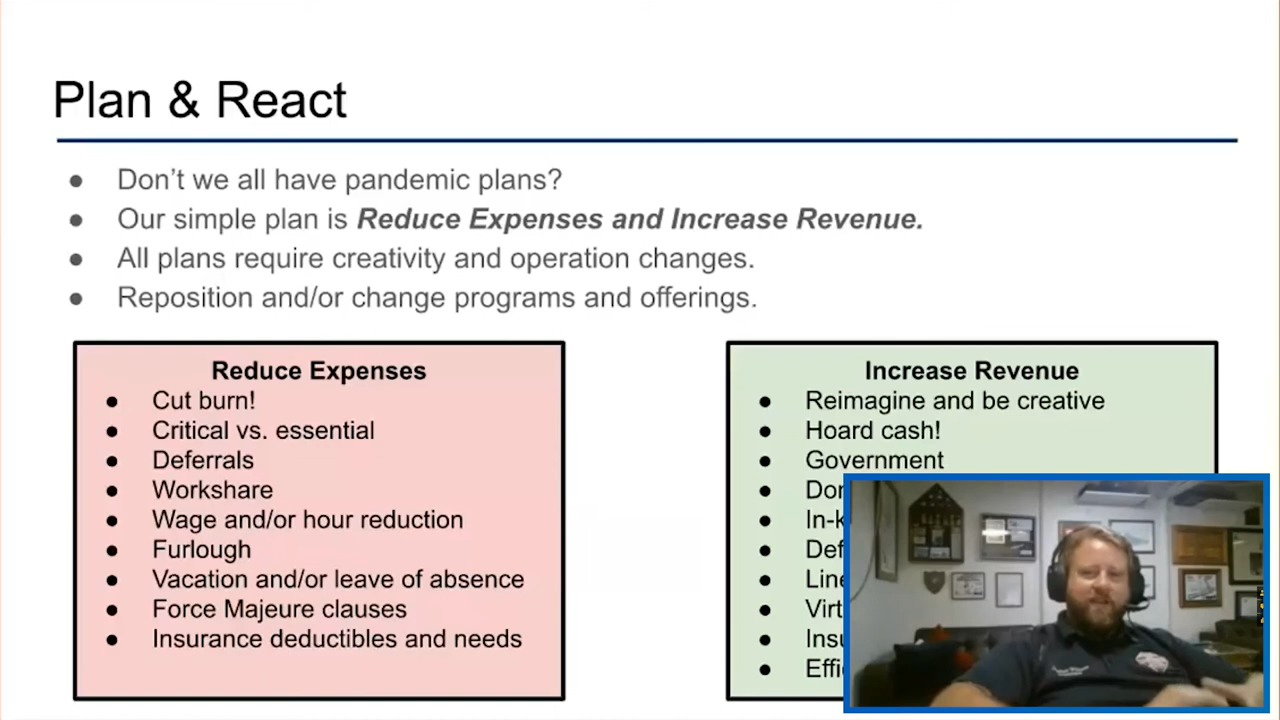 Plan & React
● Don't we all have pandemic plans?
● Our simple plan is Reduce Expenses and Increase Revenue.
● All plans require creativity and operation changes.
● Reposition and/or change programs and offerings.
Reduce Expenses
● Cut burn!
● Critical vs. essential
● Deferrals
● Workshare
● Wage and/or hour reduction
● Furlough
● Vacation and/or leave of absence
● Force Majeure clauses
● Insurance deductibles and needs
Increase Revenue
● Reimagine and be creative
● Hoard cash!
● Government